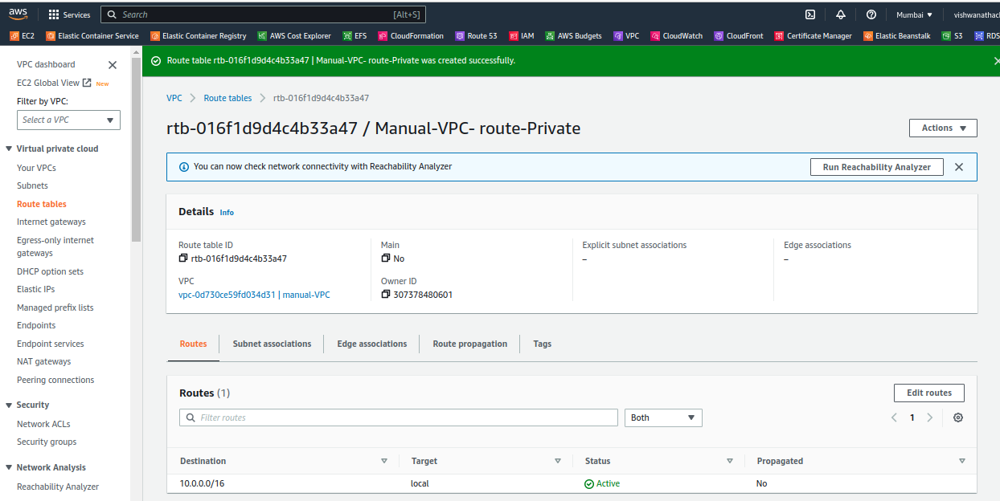 aws Services Search [Alt+S] Mumbai vishwanathac
EC2 Elastic Container Service Elastic Container Registry AWS Cost Explorer EFS CloudFormation Route 53 IAM AWS Budgets VPC CloudWatch CloudFront Certificate Manager Elastic Beanstalk S3 RDS
VPC dashboard
EC2 Global View New
Filter by VPC:
Select a VPC
Virtual private cloud
Your VPCs
Subnets
Route tables
Internet gateways
Egress-only internet
gateways
DHCP option sets
Elastic IPs
Managed prefix lists
Endpoints
Endpoint services
NAT gateways
Peering connections
Security
Network ACLs
Security groups
Network Analysis
Reachability Analyzer
Route table rtb-016f1d9d4c4b33a47 | Manual-VPC- route-Private was created successfully.
VPC > Route tables > rtb-016f1d9d4c4b33a47
rtb-016f1d9d4c4b33a47 / Manual-VPC- route-Private
Actions
You can now check network connectivity with Reachability Analyzer
Run Reachability Analyzer
Details Info
Route table ID
rtb-016f1d9d4c4b33a47
Main
No
Explicit subnet associations
–
Edge associations
–
VPC
vpc-0d730ce59fd034d31 | manual-VPC
Owner ID
307378480601
Routes Subnet associations Edge associations Route propagation Tags
Routes (1)
Edit routes
Filter routes
Both
1
Destination Target Status Propagated
10.0.0.0/16 local Active No